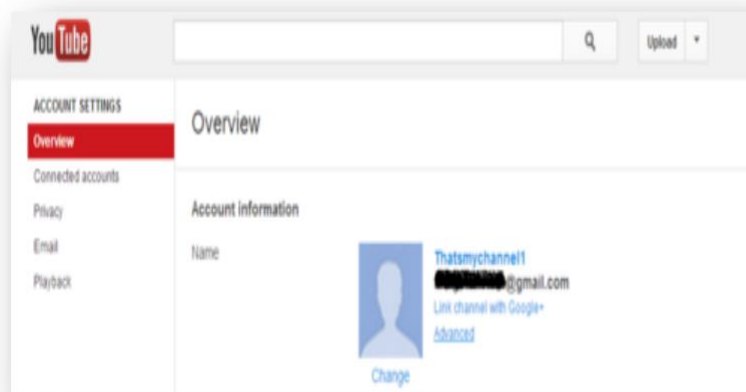 YouTube
Upload
ACCOUNT SETTINGS
Overview
Connected accounts
Privacy
Email
Playback
Overview
Account information
Name
Thatsmychannel1
@gmail.com
Link channel with Google+
Advanced
Change